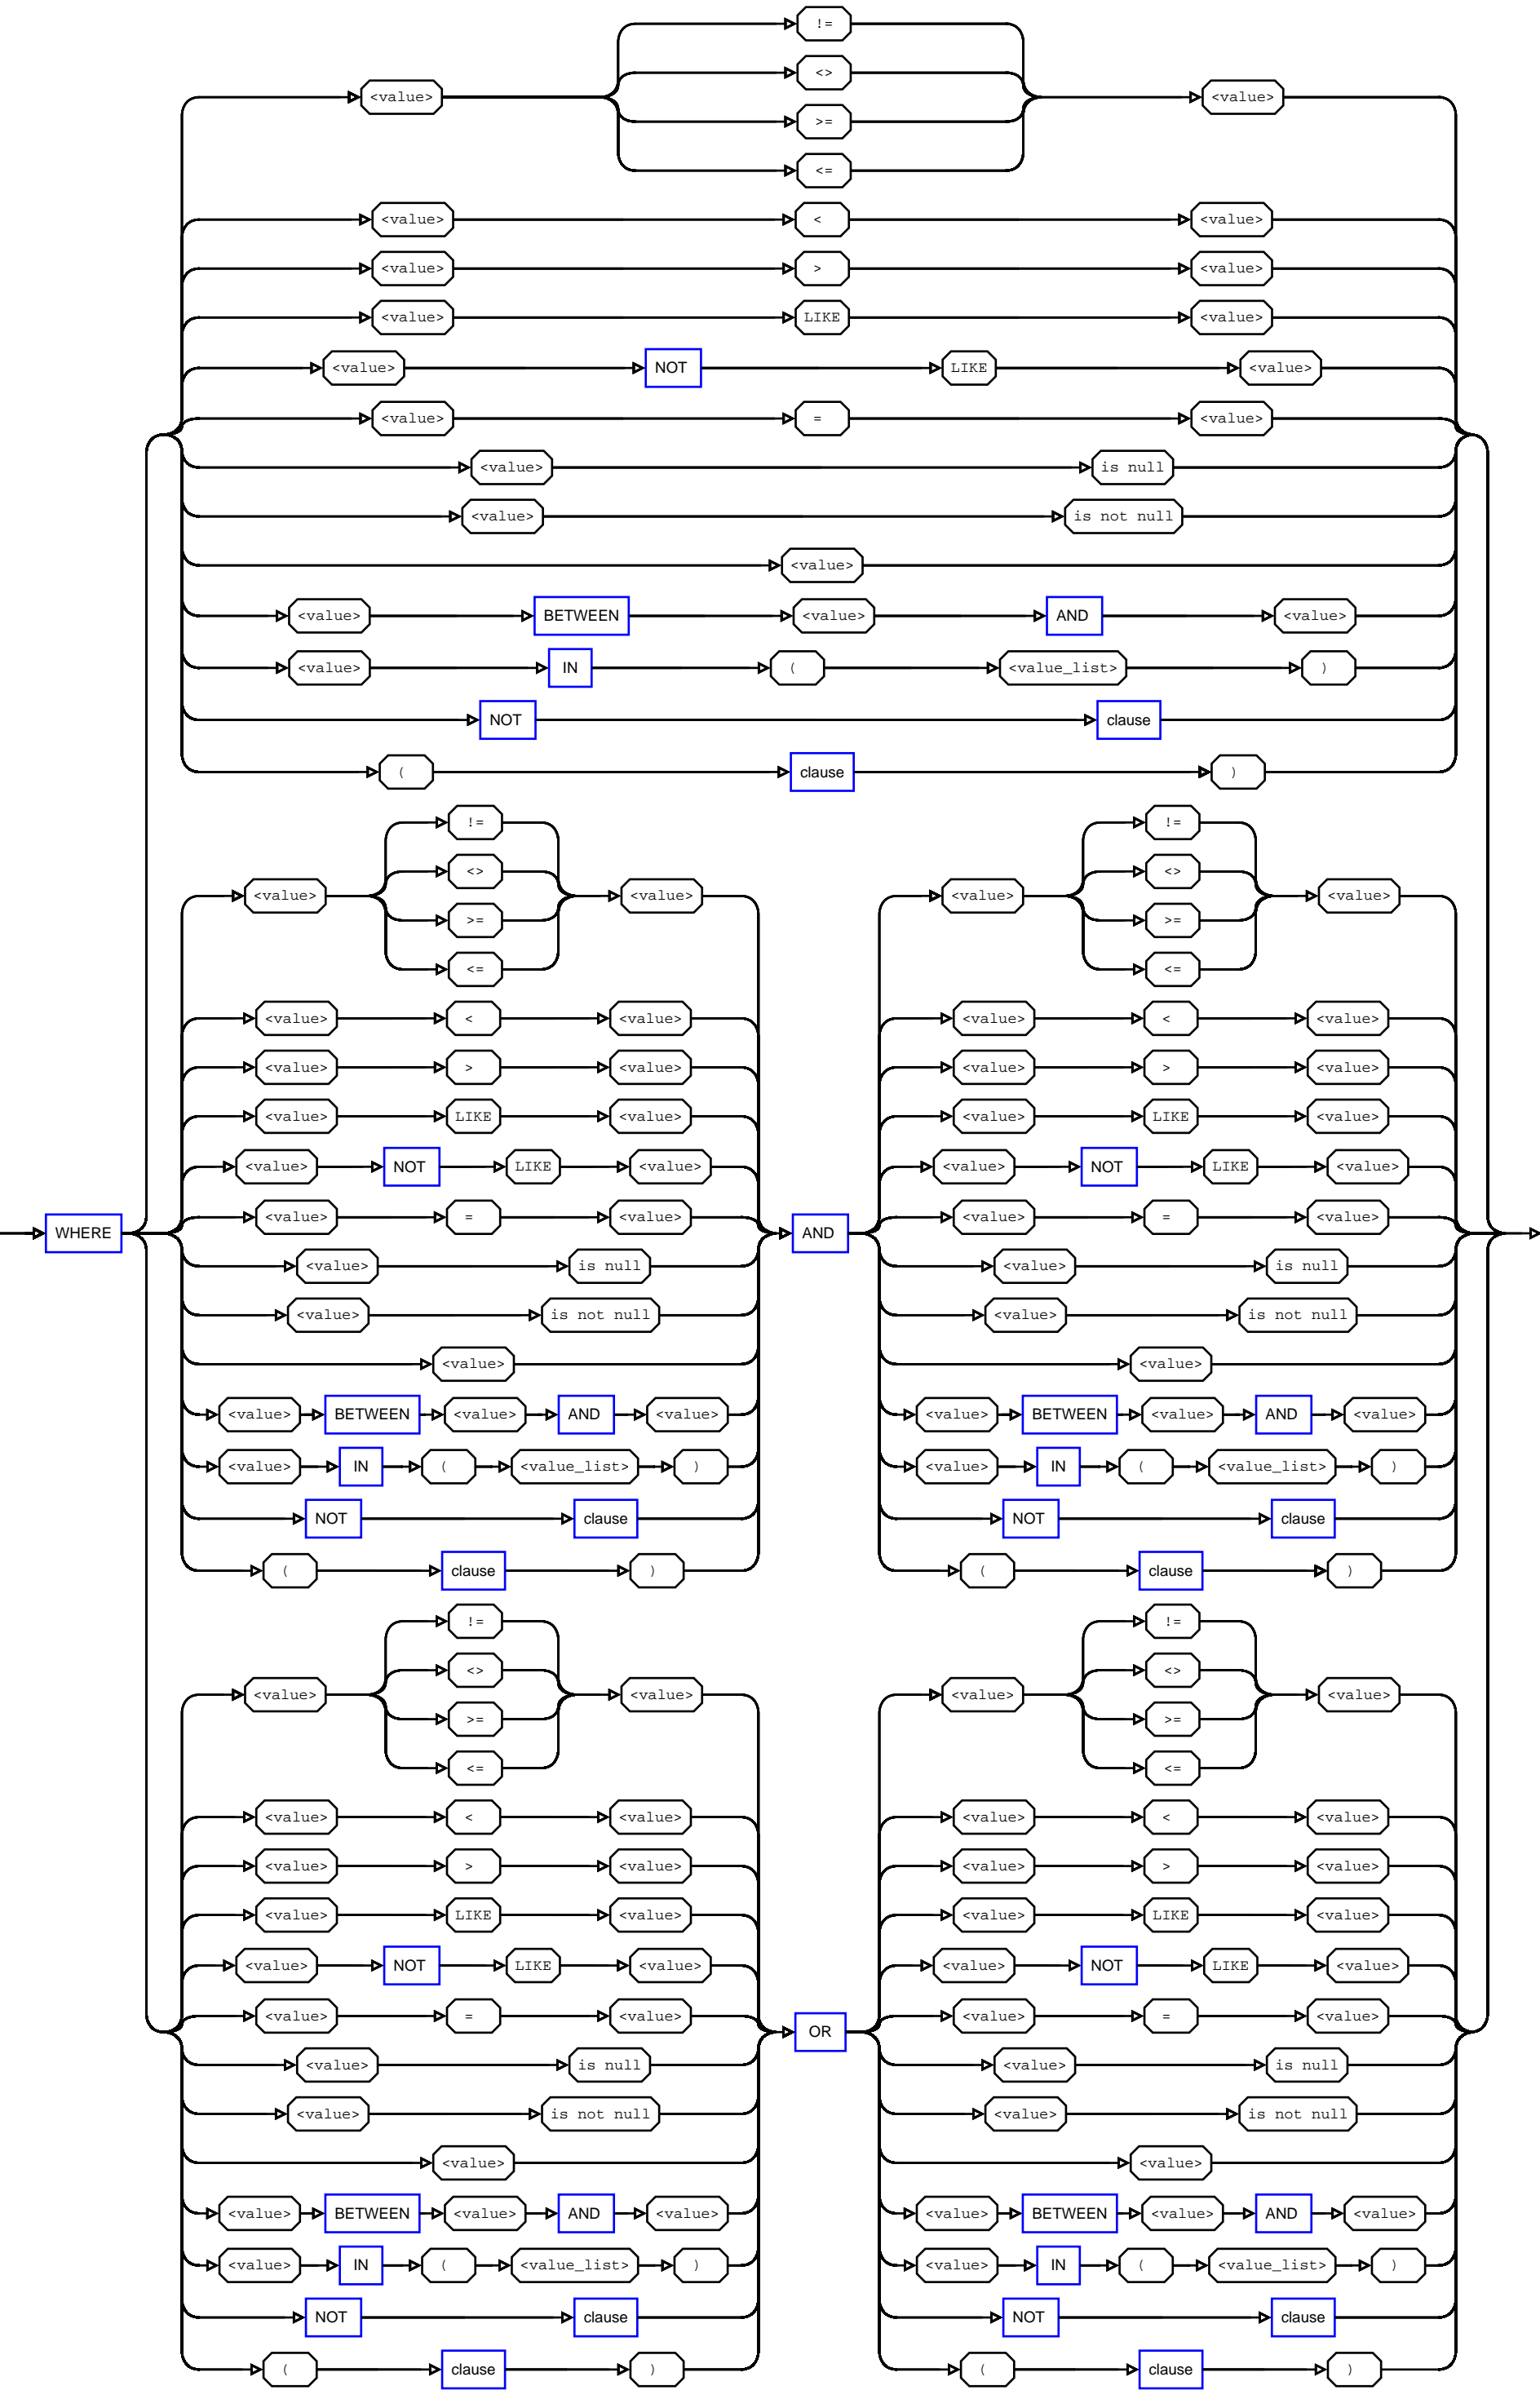 !=
<>
<value> <value>
>=
<=
<value> < <value>
<value> > <value>
<value> LIKE <value>
<value> NOT LIKE <value>
<value> = <value>
<value> is null
<value> is not null
<value>
<value> BETWEEN <value> AND <value>
<value> IN ( <value_list> )
NOT clause
( clause )
!= !=
<> <>
<value> <value> <value> <value>
>= >=
<= <=
<value> < <value> <value> < <value>
<value> > <value> <value> > <value>
<value> LIKE <value> <value> LIKE <value>
<value> NOT LIKE <value> <value> NOT LIKE <value>
<value> = <value> <value> = <value>
WHERE AND
<value> is null <value> is null
<value> is not null <value> is not null
<value> <value>
<value> BETWEEN <value> AND <value> <value> BETWEEN <value> AND <value>
<value> IN ( <value_list> ) <value> IN ( <value_list> )
NOT clause NOT clause
( clause ) ( clause )
!= !=
<> <>
<value> <value> <value> <value>
>= >=
<= <=
<value> < <value> <value> < <value>
<value> > <value> <value> > <value>
<value> LIKE <value> <value> LIKE <value>
<value> NOT LIKE <value> <value> NOT LIKE <value>
<value> = <value> <value> = <value>
OR
<value> is null <value> is null
<value> is not null <value> is not null
<value> <value>
<value> BETWEEN <value> AND <value> <value> BETWEEN <value> AND <value>
<value> IN ( <value_list> ) <value> IN ( <value_list> )
NOT clause NOT clause
( clause ) ( clause )